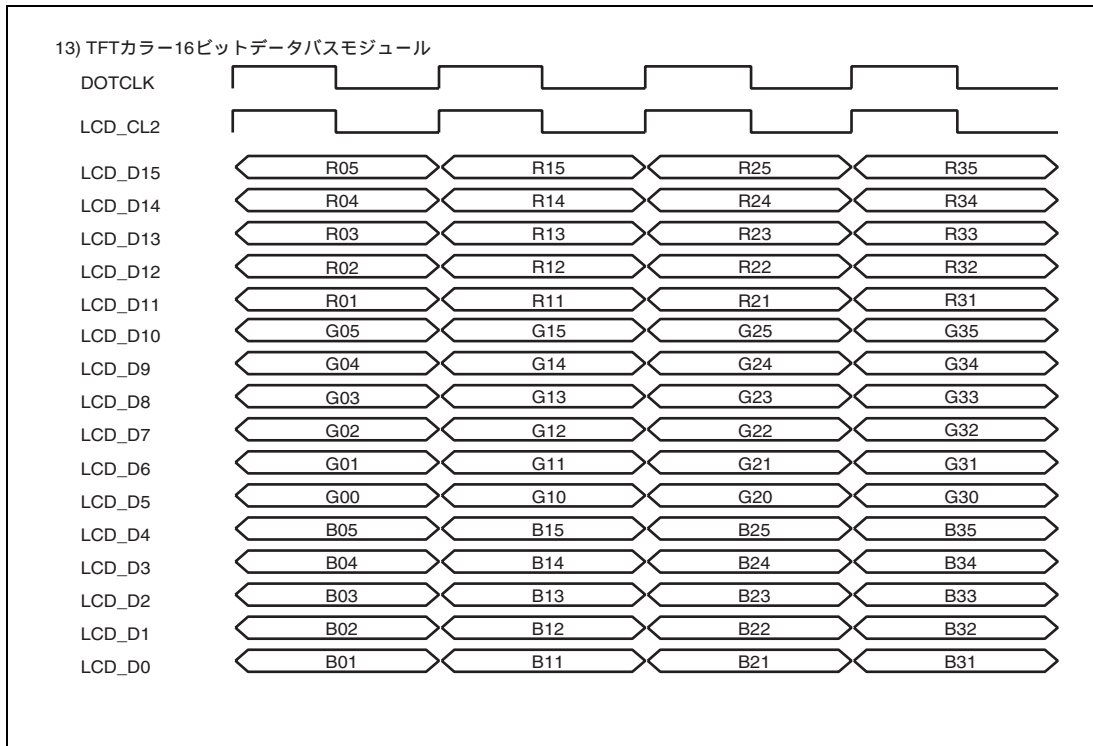 13) TFTカラー16ビットデータバスモジュール
DOTCLK
LCD_CL2
LCD_D15 R05 R15 R25 R35
LCD_D14 R04 R14 R24 R34
LCD_D13 R03 R13 R23 R33
LCD_D12 R02 R12 R22 R32
LCD_D11 R01 R11 R21 R31
LCD_D10 G05 G15 G25 G35
LCD_D9 G04 G14 G24 G34
LCD_D8 G03 G13 G23 G33
LCD_D7 G02 G12 G22 G32
LCD_D6 G01 G11 G21 G31
LCD_D5 G00 G10 G20 G30
LCD_D4 B05 B15 B25 B35
LCD_D3 B04 B14 B24 B34
LCD_D2 B03 B13 B23 B33
LCD_D1 B02 B12 B22 B32
LCD_D0 B01 B11 B21 B31